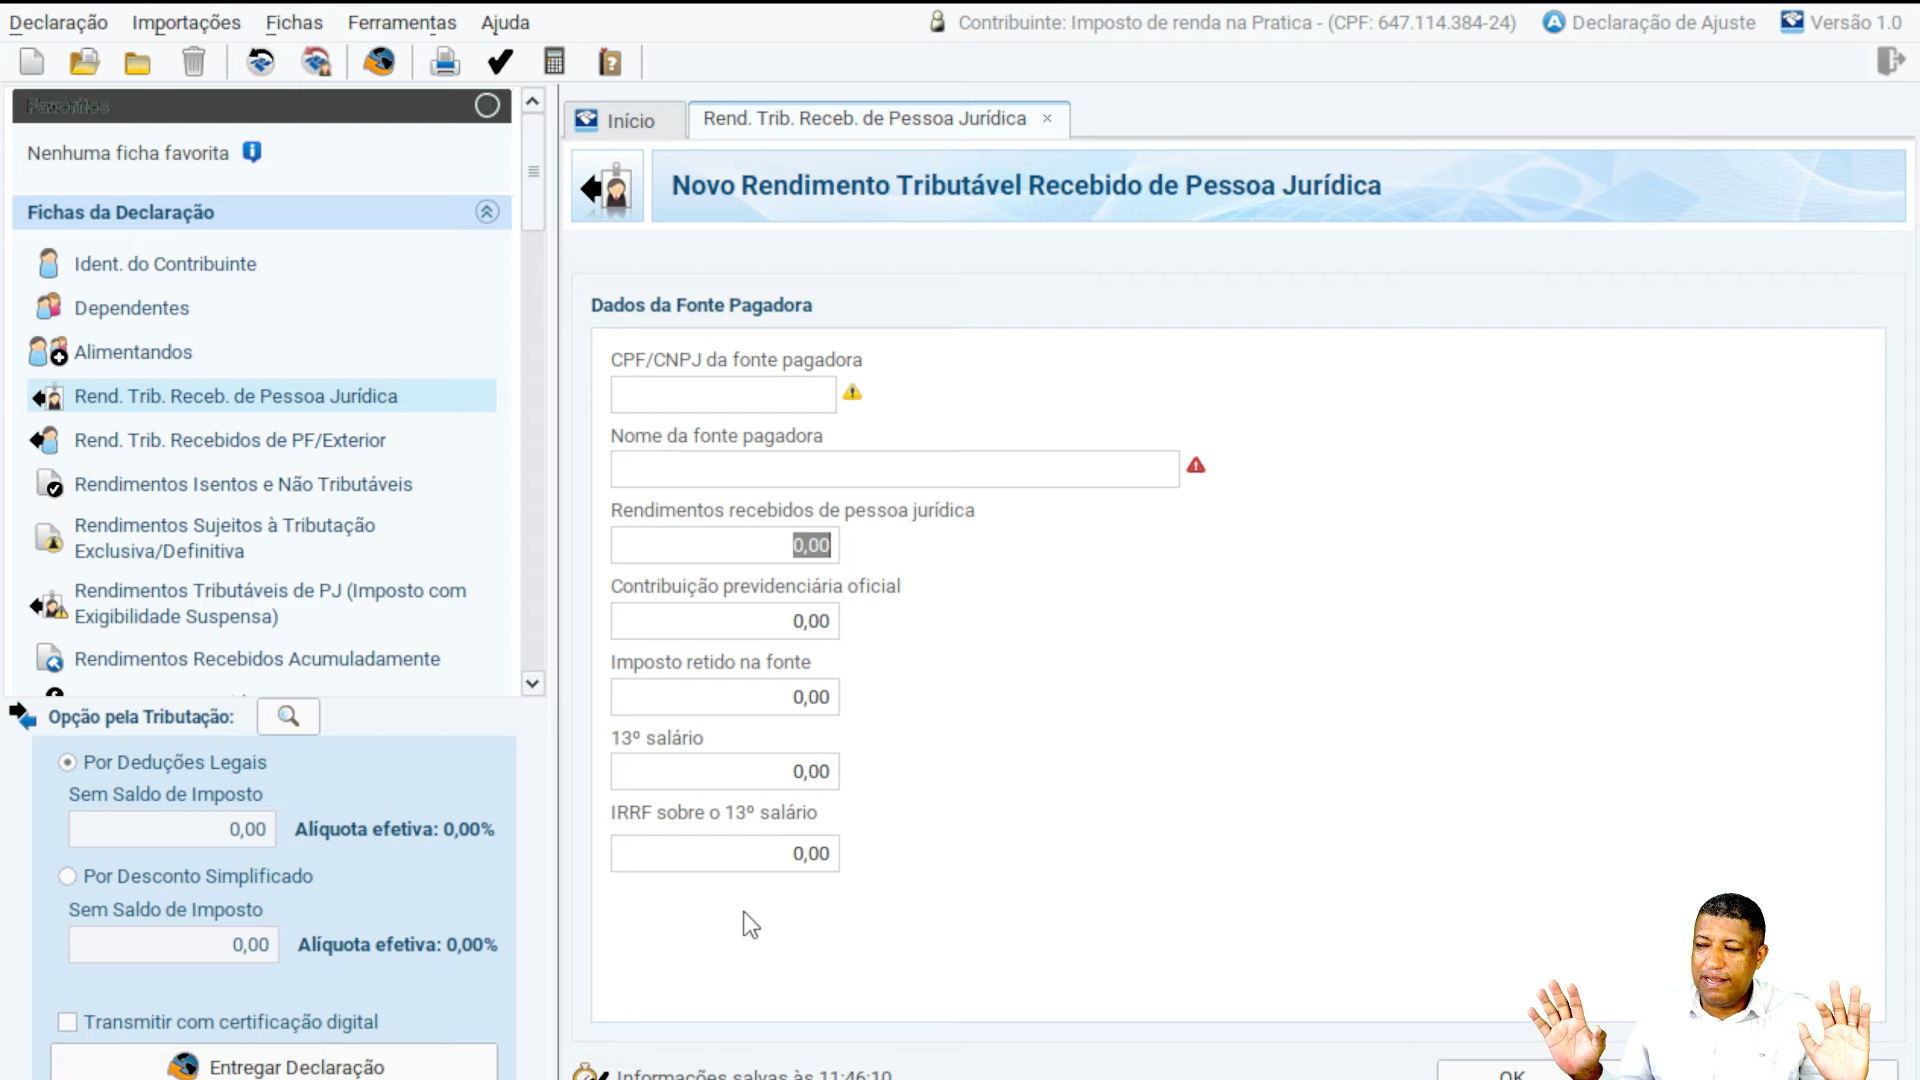 Declaração Importações Fichas Ferramentas Ajuda
Contribuinte: Imposto de renda na Pratica - (CPF: 647.114.384-24) Declaração de Ajuste Versão 1.0
Favoritos
Nenhuma ficha favorita
Fichas da Declaração
Ident. do Contribuinte
Dependentes
Alimentandos
Rend. Trib. Receb. de Pessoa Jurídica
Rend. Trib. Recebidos de PF/Exterior
Rendimentos Isentos e Não Tributáveis
Rendimentos Sujeitos à Tributação
Exclusiva/Definitiva
Rendimentos Tributáveis de PJ (Imposto com
Exigibilidade Suspensa)
Rendimentos Recebidos Acumuladamente
Opção pela Tributação:
Por Deduções Legais
Sem Saldo de Imposto
0,00 Alíquota efetiva: 0,00%
Por Desconto Simplificado
Sem Saldo de Imposto
0,00 Alíquota efetiva: 0,00%
Transmitir com certificação digital
Entregar Declaração
Início
Rend. Trib. Receb. de Pessoa Jurídica ×
Novo Rendimento Tributável Recebido de Pessoa Jurídica
Dados da Fonte Pagadora
CPF/CNPJ da fonte pagadora
Nome da fonte pagadora
Rendimentos recebidos de pessoa jurídica
0,00
Contribuição previdenciária oficial
0,00
Imposto retido na fonte
0,00
13º salário
0,00
IRRF sobre o 13º salário
0,00
Informações salvas às 11:46:10
OK